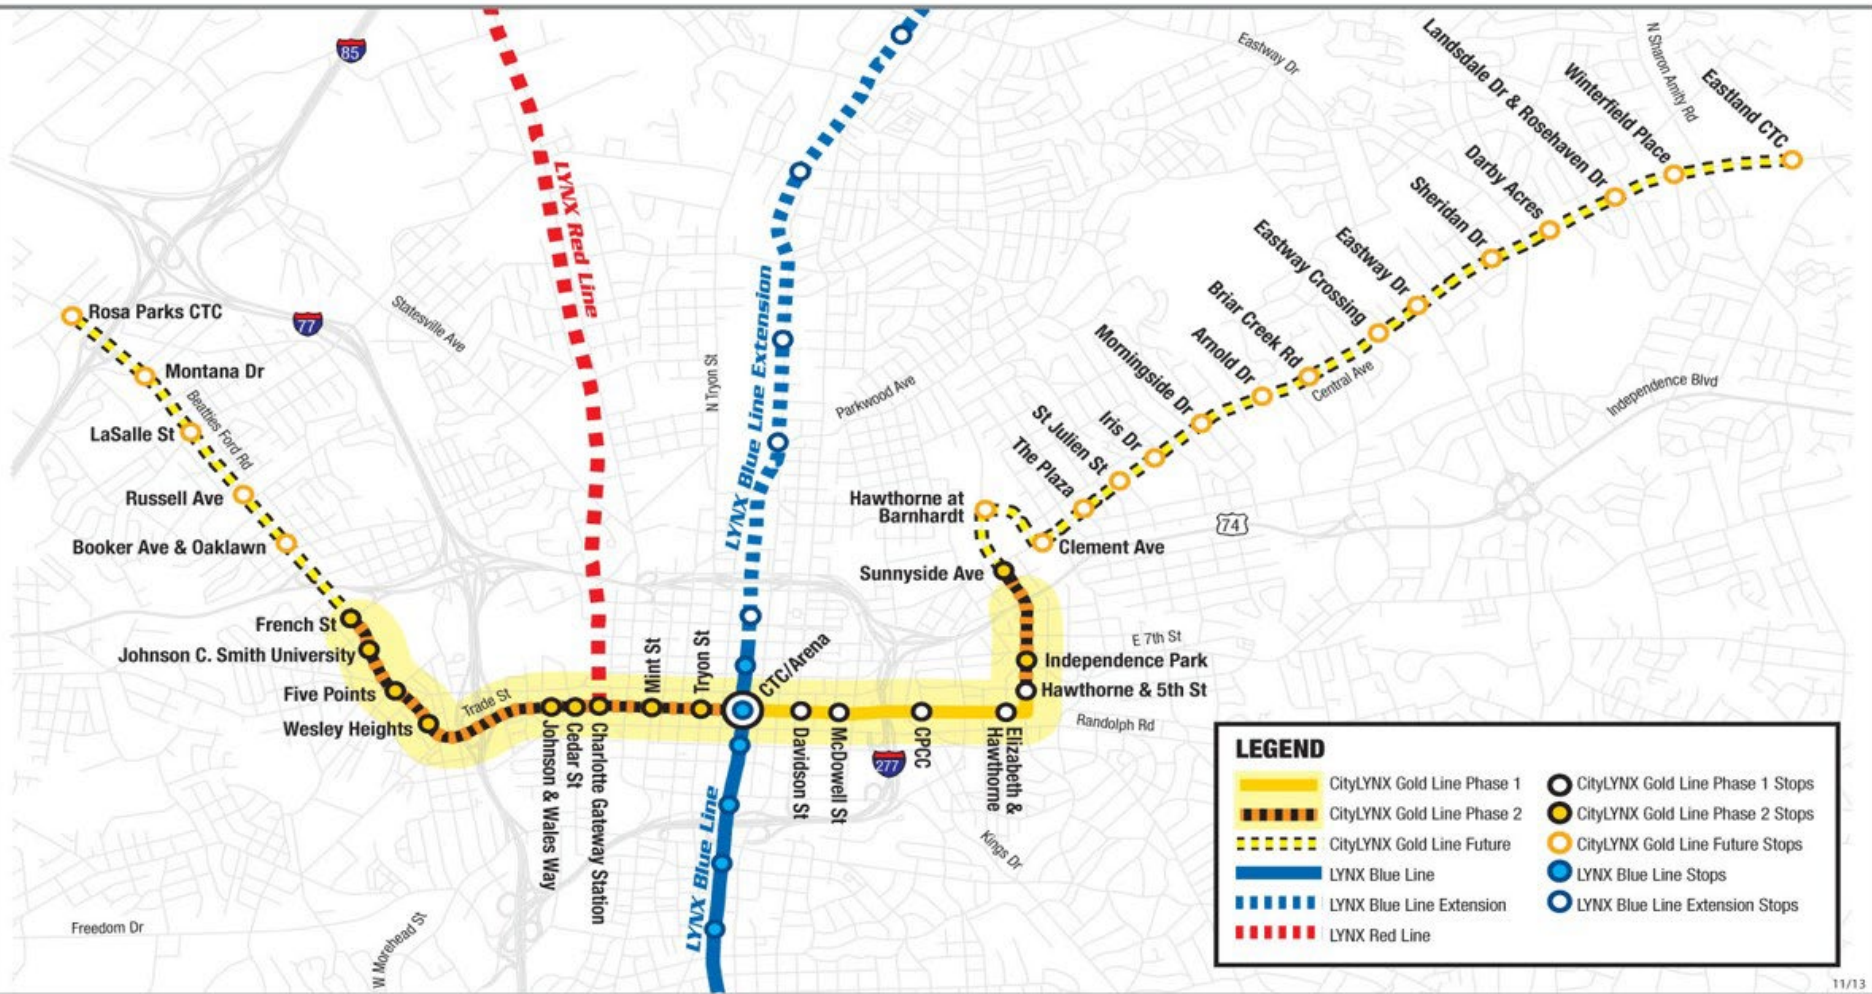 85
Eastway Dr
N Sharon Amity Rd
Landsdale Dr & Rosehaven Dr
Winterfield Place
Eastland CTC
Darby Acres
Sheridan Dr
Eastway Dr
Eastway Crossing
Briar Creek Rd
Arnold Dr
Morningside Dr
Iris Dr
St Julien St
The Plaza
Central Ave
Independence Blvd
LYNX Red Line
LYNX Blue Line Extension
Rosa Parks CTC
77
Statesville Ave
N Tryon St
Parkwood Ave
Montana Dr
Beatties Ford Rd
LaSalle St
Russell Ave
Booker Ave & Oaklawn
Hawthorne at
Barnhardt
74
Clement Ave
Sunnyside Ave
French St
Johnson C. Smith University
Five Points
Wesley Heights
Trade St
Mint St
Tryon St
CTC/Arena
E 7th St
Independence Park
Hawthorne & 5th St
Randolph Rd
Johnson & Wales Way
Cedar St
Charlotte Gateway Station
Davidson St
McDowell St
277
CPCC
Elizabeth &
Hawthorne
Kings Dr
LYNX Blue Line
Freedom Dr
W Morehead St
LEGEND
CityLYNX Gold Line Phase 1
CityLYNX Gold Line Phase 2
CityLYNX Gold Line Future
LYNX Blue Line
LYNX Blue Line Extension
LYNX Red Line
CityLYNX Gold Line Phase 1 Stops
CityLYNX Gold Line Phase 2 Stops
CityLYNX Gold Line Future Stops
LYNX Blue Line Stops
LYNX Blue Line Extension Stops
11/13